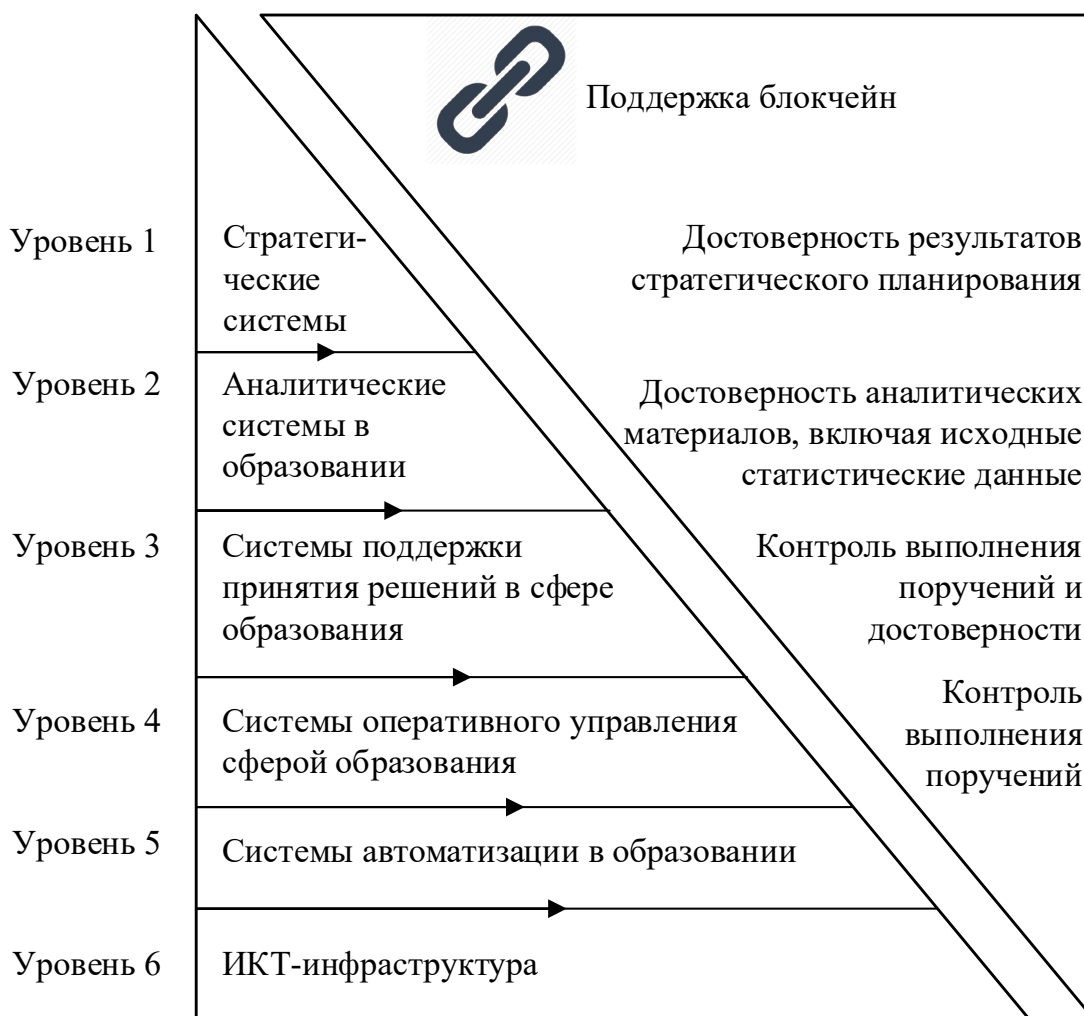 Поддержка блокчейн
Уровень 1
Стратеги-
ческие
системы
Достоверность результатов
стратегического планирования
Уровень 2
Аналитические
системы в
образовании
Достоверность аналитических
материалов, включая исходные
статистические данные
Уровень 3
Системы поддержки
принятия решений в сфере
образования
Контроль выполнения
поручений и
достоверности
Уровень 4
Системы оперативного управления
сферой образования
Контроль
выполнения
поручений
Уровень 5
Системы автоматизации в образовании
Уровень 6
ИКТ-инфраструктура